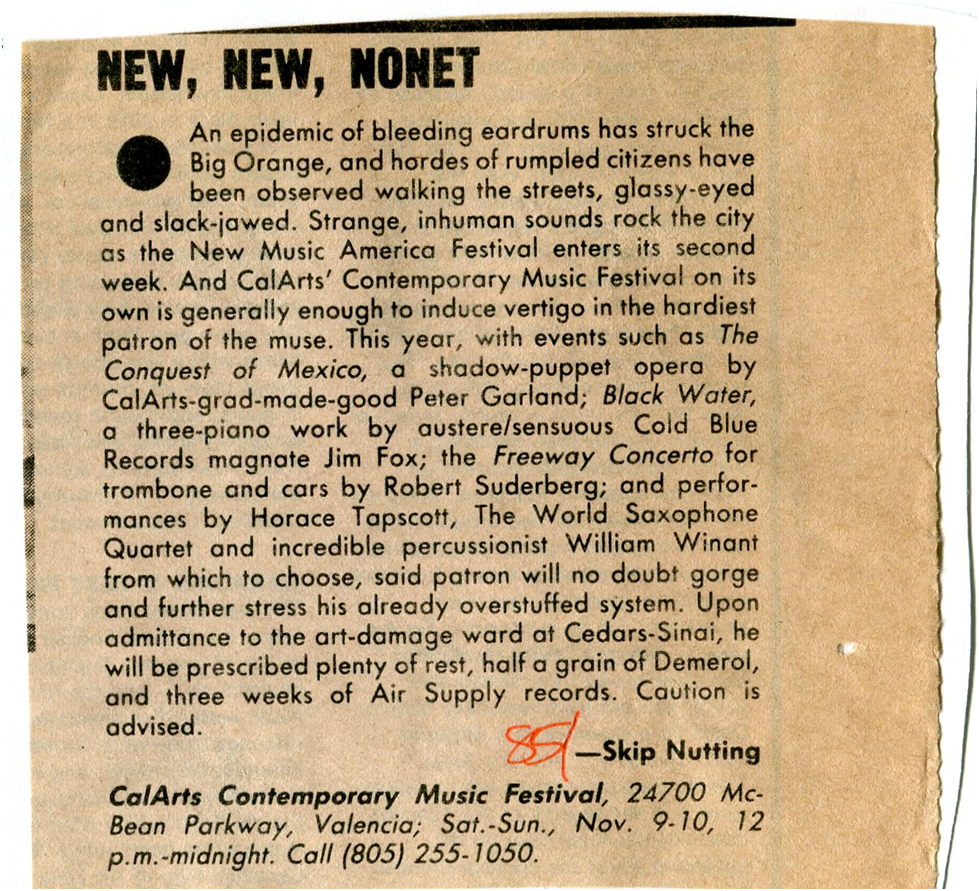 NEW, NEW, NONET
An epidemic of bleeding eardrums has struck the
Big Orange, and hordes of rumpled citizens have
been observed walking the streets, glassy-eyed
and slack-jawed. Strange, inhuman sounds rock the city
as the New Music America Festival enters its second
week. And CalArts' Contemporary Music Festival on its
own is generally enough to induce vertigo in the hardiest
patron of the muse. This year, with events such as The
Conquest of Mexico, a shadow-puppet opera by
CalArts-grad-made-good Peter Garland; Black Water,
a three-piano work by austere/sensuous Cold Blue
Records magnate Jim Fox; the Freeway Concerto for
trombone and cars by Robert Suderberg; and perfor-
mances by Horace Tapscott, The World Saxophone
Quartet and incredible percussionist William Winant
from which to choose, said patron will no doubt gorge
and further stress his already overstuffed system. Upon
admittance to the art-damage ward at Cedars-Sinai, he
will be prescribed plenty of rest, half a grain of Demerol,
and three weeks of Air Supply records. Caution is
advised.
85/ —Skip Nutting
CalArts Contemporary Music Festival, 24700 Mc-
Bean Parkway, Valencia; Sat.-Sun., Nov. 9-10, 12
p.m.-midnight. Call (805) 255-1050.